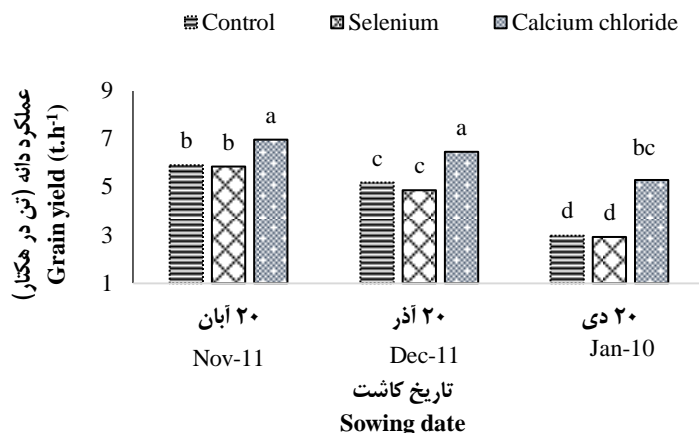 Control Selenium Calcium chloride
عملکرد دانه (تن در هکتار)
Grain yield (t.h-1)
9
7
5
3
1
b b a
c c a
d d bc
۲۰ آبان ۲۰ آذر ۲۰ دی
Nov-11 Dec-11 Jan-10
تاریخ کاشت
Sowing date